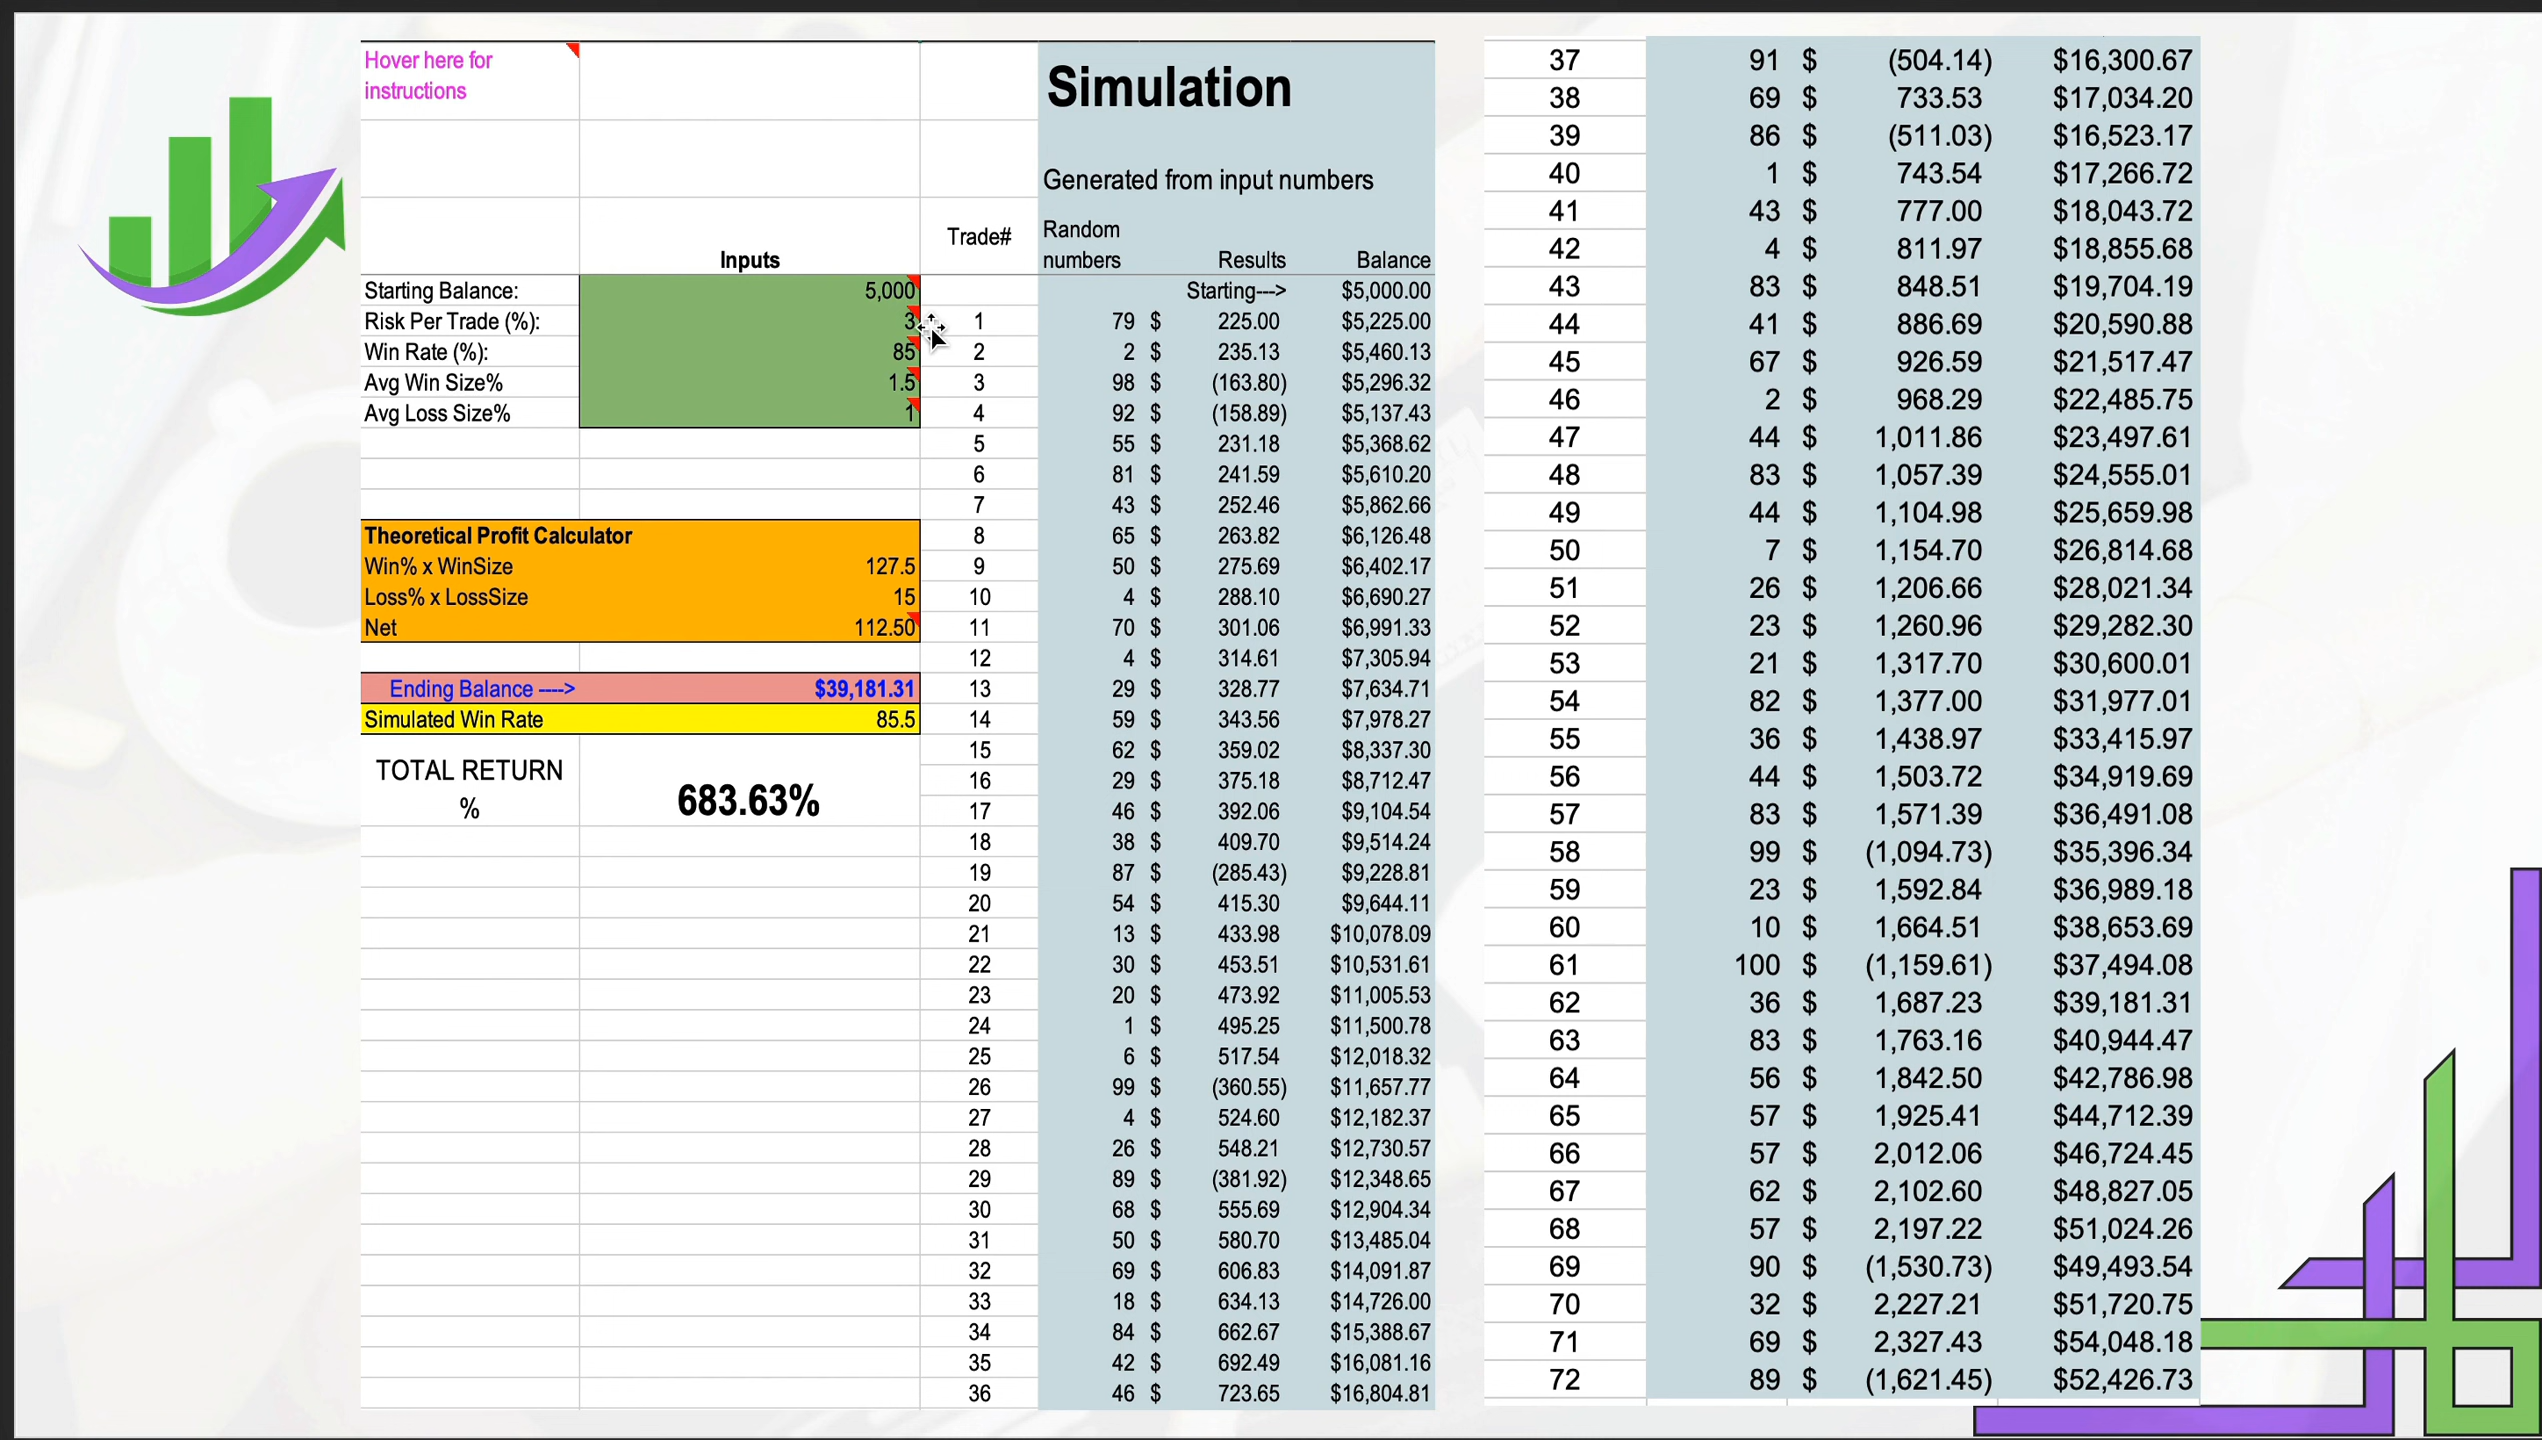 Hover here for
instructions
Simulation
Generated from input numbers
Inputs Trade# Random numbers Results Balance
Starting Balance: 5,000 Starting---> $5,000.00
Risk Per Trade (%): 3 1 79 $ 225.00 $5,225.00
Win Rate (%): 85 2 2 $ 235.13 $5,460.13
Avg Win Size% 1.5 3 98 $ (163.80) $5,296.32
Avg Loss Size% 1 4 92 $ (158.89) $5,137.43
5 55 $ 231.18 $5,368.62
6 81 $ 241.59 $5,610.20
7 43 $ 252.46 $5,862.66
Theoretical Profit Calculator 8 65 $ 263.82 $6,126.48
Win% x WinSize 127.5 9 50 $ 275.69 $6,402.17
Loss% x LossSize 15 10 4 $ 288.10 $6,690.27
Net 112.50 11 70 $ 301.06 $6,991.33
12 4 $ 314.61 $7,305.94
Ending Balance ----> $39,181.31 13 29 $ 328.77 $7,634.71
Simulated Win Rate 85.5 14 59 $ 343.56 $7,978.27
15 62 $ 359.02 $8,337.30
TOTAL RETURN % 683.63% 16 29 $ 375.18 $8,712.47
17 46 $ 392.06 $9,104.54
18 38 $ 409.70 $9,514.24
19 87 $ (285.43) $9,228.81
20 54 $ 415.30 $9,644.11
21 13 $ 433.98 $10,078.09
22 30 $ 453.51 $10,531.61
23 20 $ 473.92 $11,005.53
24 1 $ 495.25 $11,500.78
25 6 $ 517.54 $12,018.32
26 99 $ (360.55) $11,657.77
27 4 $ 524.60 $12,182.37
28 26 $ 548.21 $12,730.57
29 89 $ (381.92) $12,348.65
30 68 $ 555.69 $12,904.34
31 50 $ 580.70 $13,485.04
32 69 $ 606.83 $14,091.87
33 18 $ 634.13 $14,726.00
34 84 $ 662.67 $15,388.67
35 42 $ 692.49 $16,081.16
36 46 $ 723.65 $16,804.81
37 91 $ (504.14) $16,300.67
38 69 $ 733.53 $17,034.20
39 86 $ (511.03) $16,523.17
40 1 $ 743.54 $17,266.72
41 43 $ 777.00 $18,043.72
42 4 $ 811.97 $18,855.68
43 83 $ 848.51 $19,704.19
44 41 $ 886.69 $20,590.88
45 67 $ 926.59 $21,517.47
46 2 $ 968.29 $22,485.75
47 44 $ 1,011.86 $23,497.61
48 83 $ 1,057.39 $24,555.01
49 44 $ 1,104.98 $25,659.98
50 7 $ 1,154.70 $26,814.68
51 26 $ 1,206.66 $28,021.34
52 23 $ 1,260.96 $29,282.30
53 21 $ 1,317.70 $30,600.01
54 82 $ 1,377.00 $31,977.01
55 36 $ 1,438.97 $33,415.97
56 44 $ 1,503.72 $34,919.69
57 83 $ 1,571.39 $36,491.08
58 99 $ (1,094.73) $35,396.34
59 23 $ 1,592.84 $36,989.18
60 10 $ 1,664.51 $38,653.69
61 100 $ (1,159.61) $37,494.08
62 36 $ 1,687.23 $39,181.31
63 83 $ 1,763.16 $40,944.47
64 56 $ 1,842.50 $42,786.98
65 57 $ 1,925.41 $44,712.39
66 57 $ 2,012.06 $46,724.45
67 62 $ 2,102.60 $48,827.05
68 57 $ 2,197.22 $51,024.26
69 90 $ (1,530.73) $49,493.54
70 32 $ 2,227.21 $51,720.75
71 69 $ 2,327.43 $54,048.18
72 89 $ (1,621.45) $52,426.73